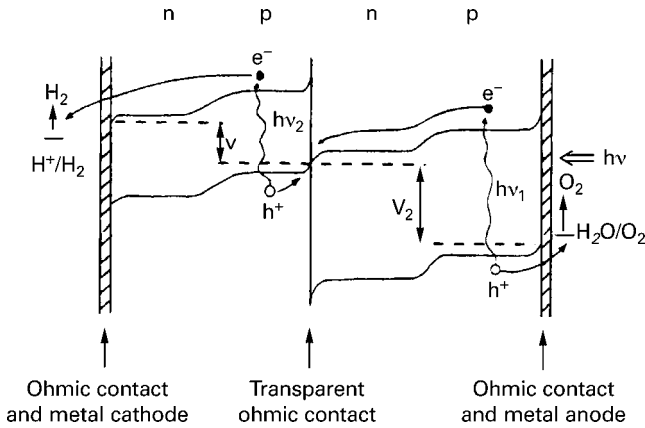 n p n p
e⁻
H₂
e⁻
hν₂
v
H⁺/H₂
hν
O₂
h⁺
V₂
hν₁
H₂O/O₂
h⁺
Ohmic contact
and metal cathode
Transparent
ohmic contact
Ohmic contact
and metal anode